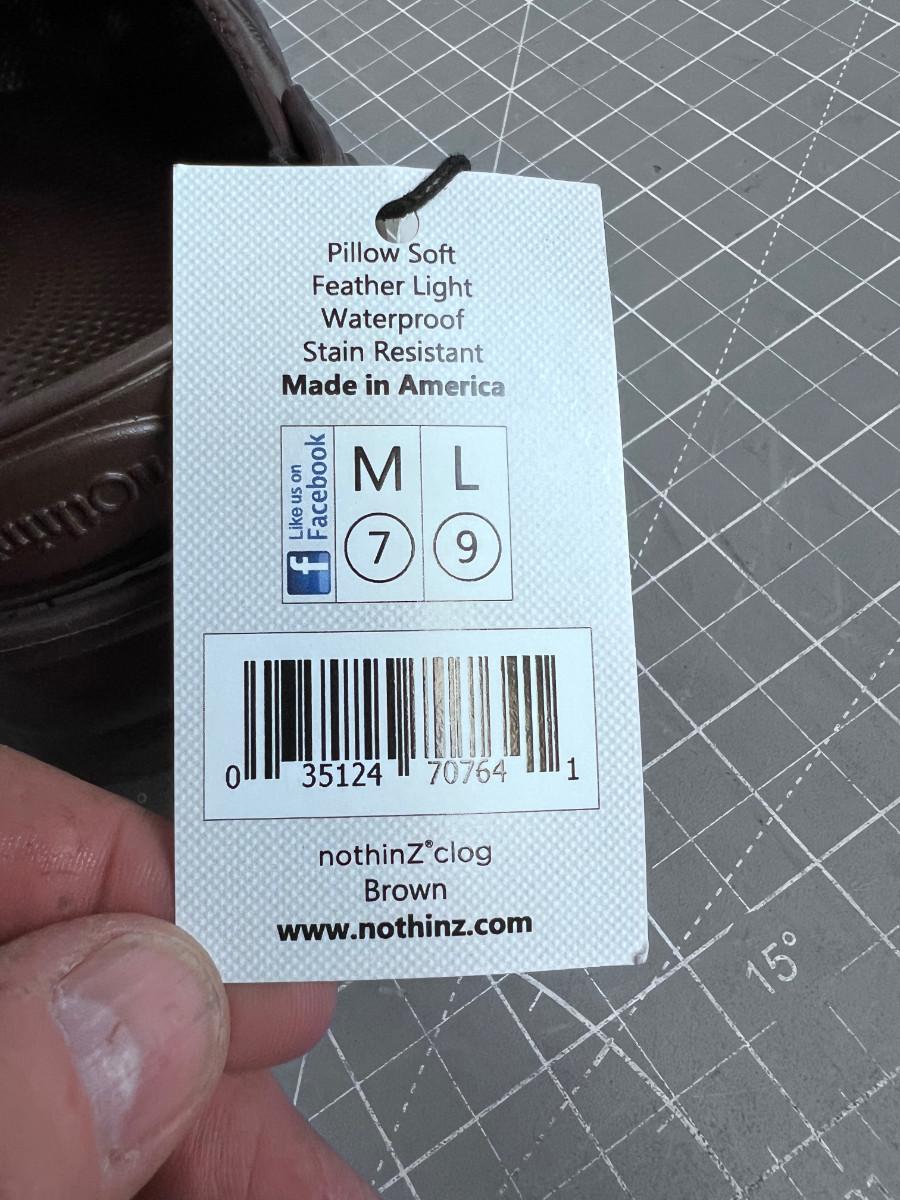 Pillow Soft
Feather Light
Waterproof
Stain Resistant
Made in America
Like us on
Facebook
f
M L
7 9
0 35124 70764 1
nothinZ® clog
Brown
www.nothinz.com
15°